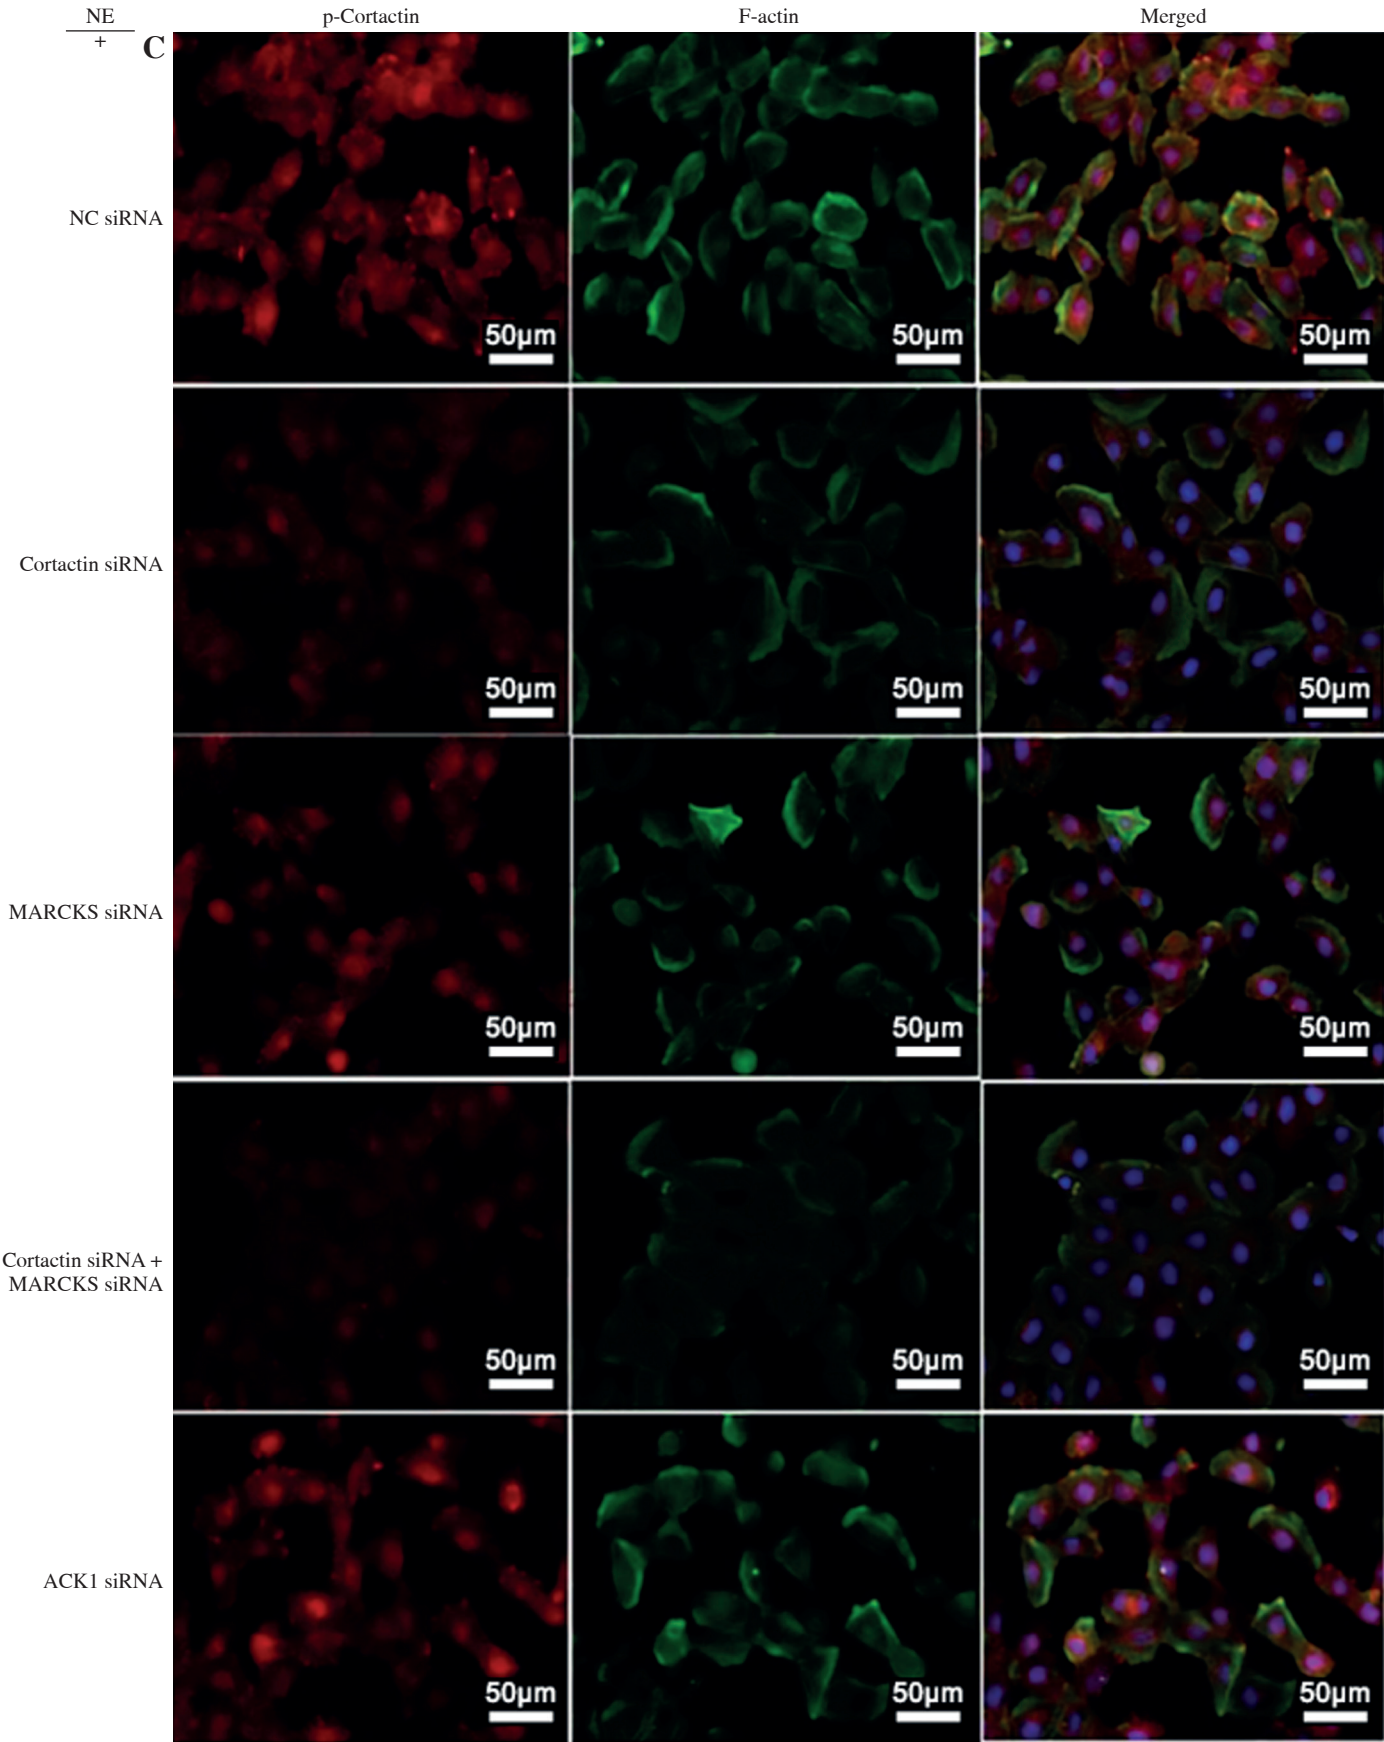 NE p-Cortactin F-actin Merged
+ C
NC siRNA
50µm 50µm 50µm
Cortactin siRNA
50µm 50µm 50µm
MARCKS siRNA
50µm 50µm 50µm
Cortactin siRNA +
MARCKS siRNA
50µm 50µm 50µm
ACK1 siRNA
50µm 50µm 50µm